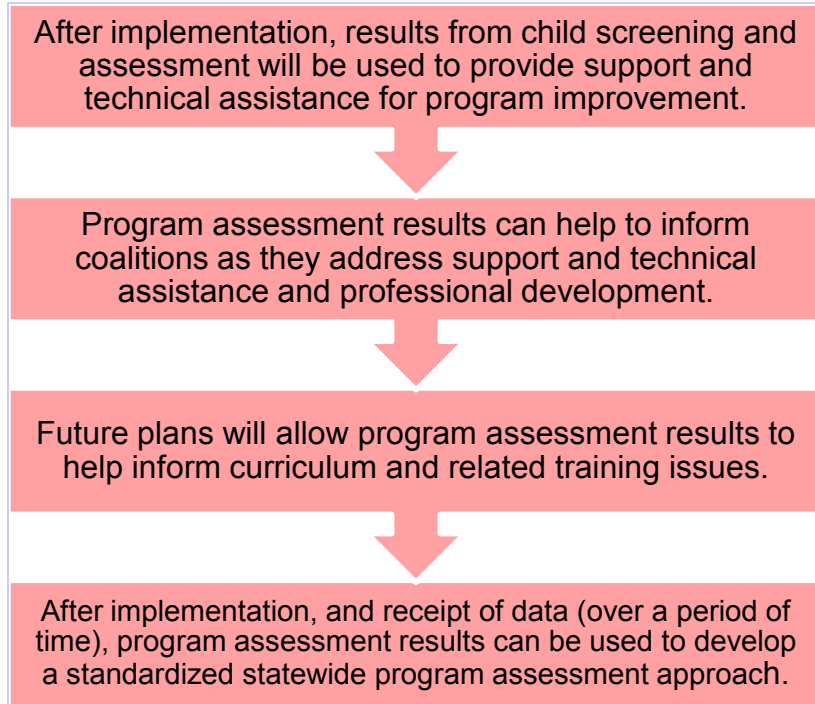 After implementation, results from child screening and
assessment will be used to provide support and
technical assistance for program improvement.
Program assessment results can help to inform
coalitions as they address support and technical
assistance and professional development.
Future plans will allow program assessment results to
help inform curriculum and related training issues.
After implementation, and receipt of data (over a period of
time), program assessment results can be used to develop
a standardized statewide program assessment approach.